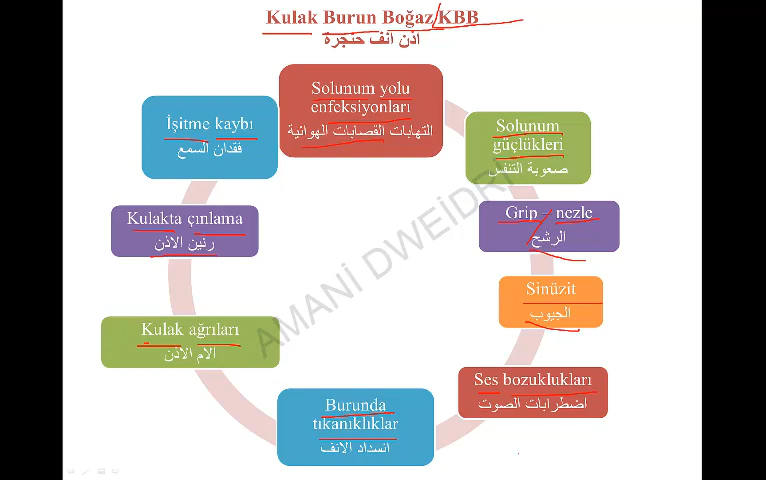 Kulak Burun Boğaz/KBB
اذن انف حنجرة
Solunum yolu
enfeksiyonları
التهابات القصابات الهوائية
Solunum
güçlükleri
صعوبة التنفس
Grip – nezle
الرشح
Sinüzit
الجيوب
Ses bozuklukları
اضطرابات الصوت
Burunda
tıkanıklıklar
انسداد الانف
Kulak ağrıları
الام الاذن
Kulakta çınlama
رنين الاذن
İşitme kaybı
فقدان السمع
AMANİ DWEİDRİ